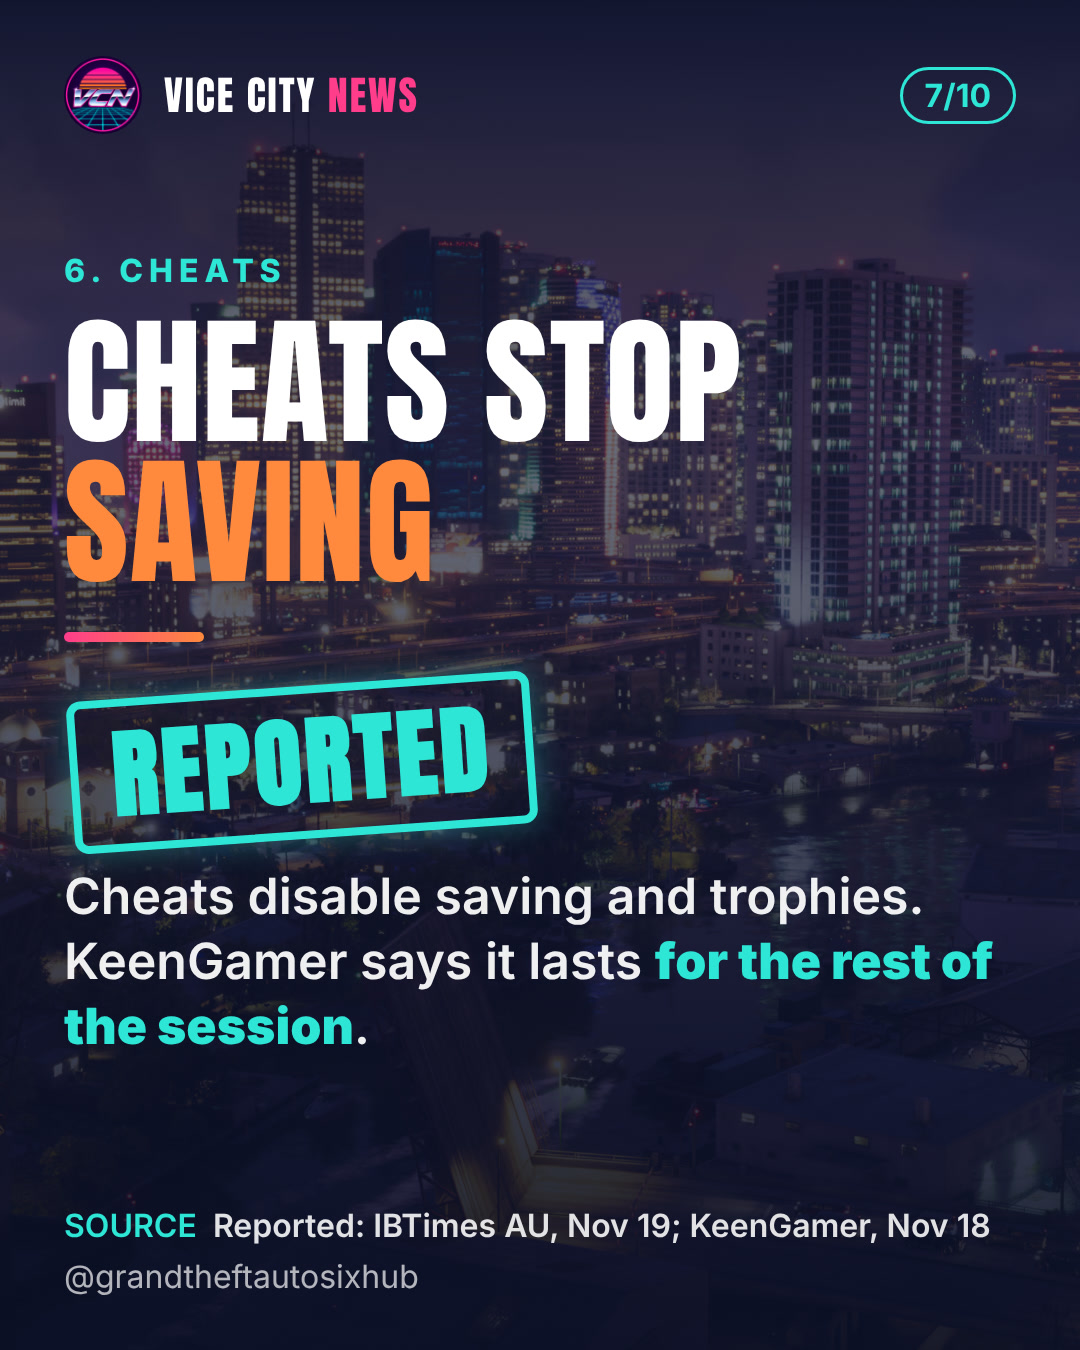 VCN
VICE CITY NEWS
7/10
6. CHEATS
CHEATS STOP
SAVING
REPORTED
Cheats disable saving and trophies.
KeenGamer says it lasts for the rest of
the session.
SOURCE Reported: IBTimes AU, Nov 19; KeenGamer, Nov 18
@grandtheftautosixhub